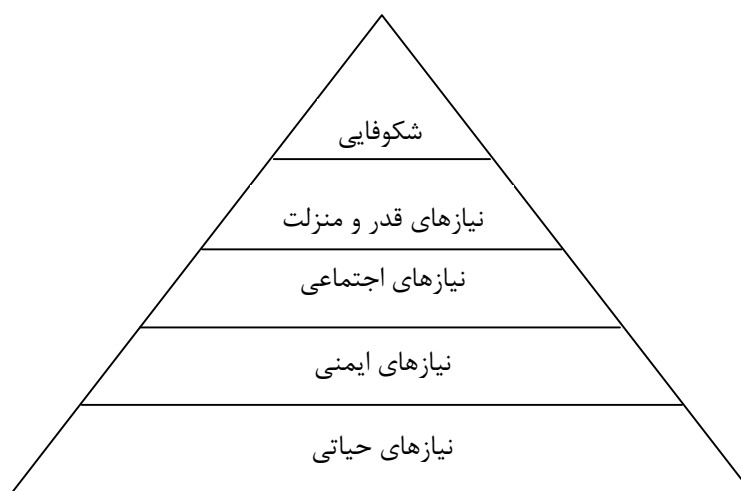 شکوفایی
نیازهای قدر و منزلت
نیازهای اجتماعی
نیازهای ایمنی
نیازهای حیاتی